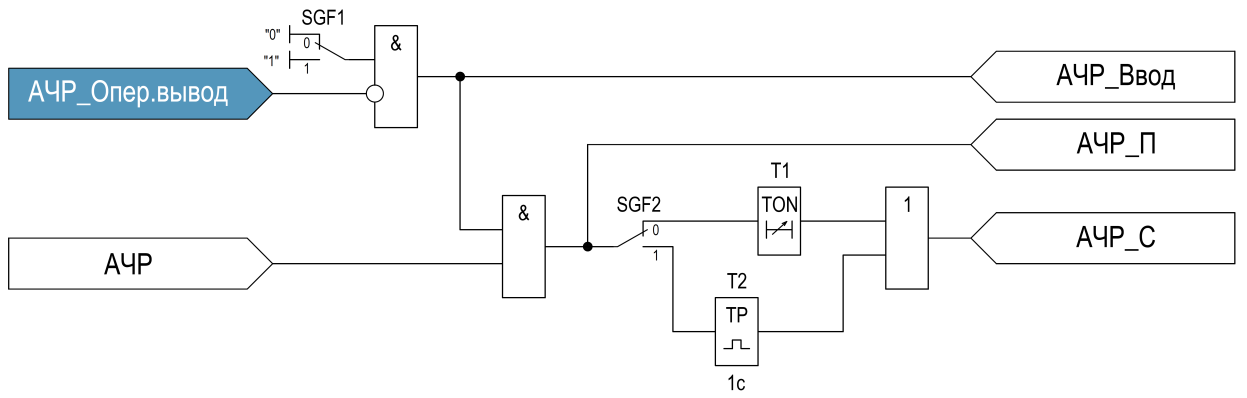 SGF1
"0"
0
"1"
1
&
АЧР_Опер.вывод
АЧР_Ввод
АЧР_П
T1
&
SGF2
0
TON
1
АЧР_С
1
АЧР
T2
TP
1с